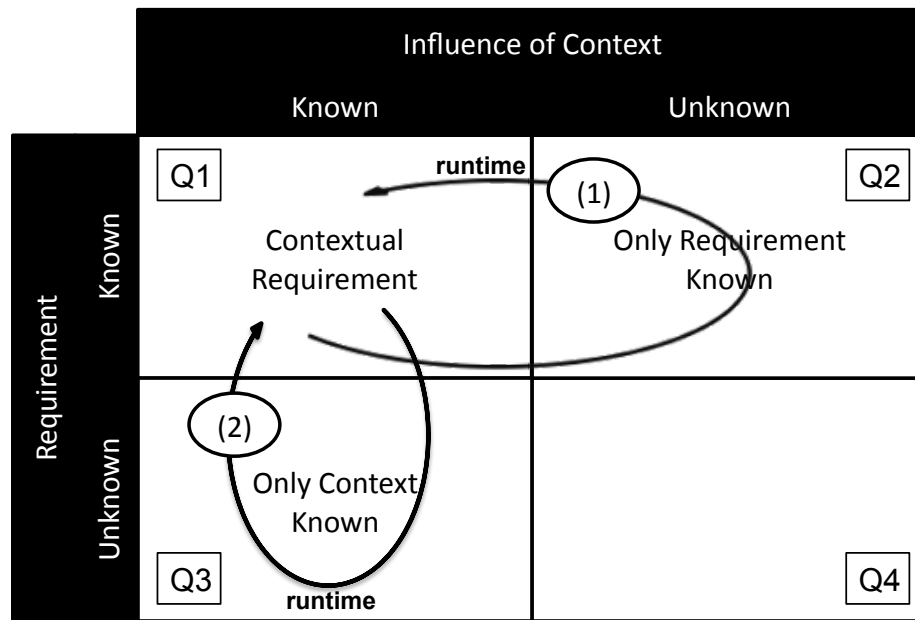 Influence of Context
Known
Unknown
Requirement
Known
Unknown
Q1
runtime
(1)
Q2
Contextual
Requirement
Only Requirement
Known
(2)
Only Context
Known
Q3
runtime
Q4